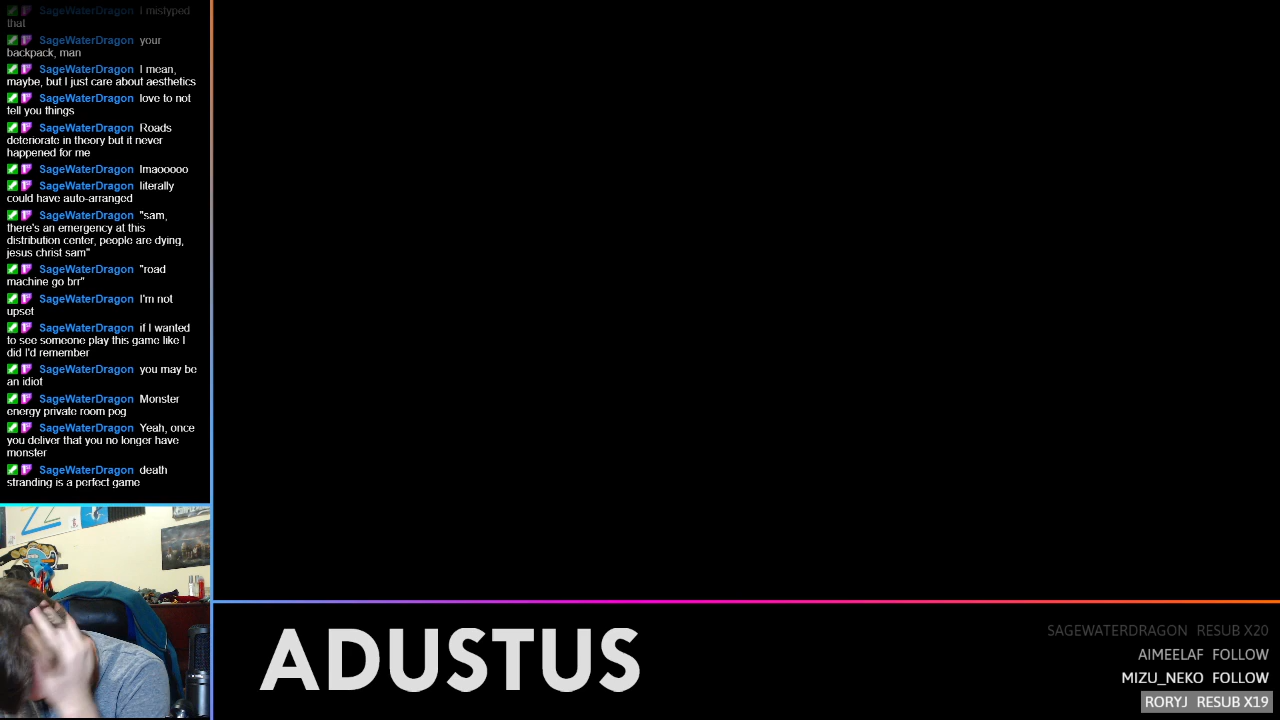 SageWaterDragon I mistyped
that
SageWaterDragon your
backpack, man
SageWaterDragon I mean,
maybe, but I just care about aesthetics
SageWaterDragon love to not
tell you things
SageWaterDragon Roads
deteriorate in theory but it never
happened for me
SageWaterDragon lmaooooo
SageWaterDragon literally
could have auto-arranged
SageWaterDragon "sam,
there's an emergency at this
distribution center, people are dying,
jesus christ sam"
SageWaterDragon "road
machine go brr"
SageWaterDragon I'm not
upset
SageWaterDragon if I wanted
to see someone play this game like I
did I'd remember
SageWaterDragon you may be
an idiot
SageWaterDragon Monster
energy private room pog
SageWaterDragon Yeah, once
you deliver that you no longer have
monster
SageWaterDragon death
stranding is a perfect game
ADUSTUS
SAGEWATERDRAGON RESUB X20
AIMEELAF FOLLOW
MIZU_NEKO FOLLOW
RORYJ RESUB X19